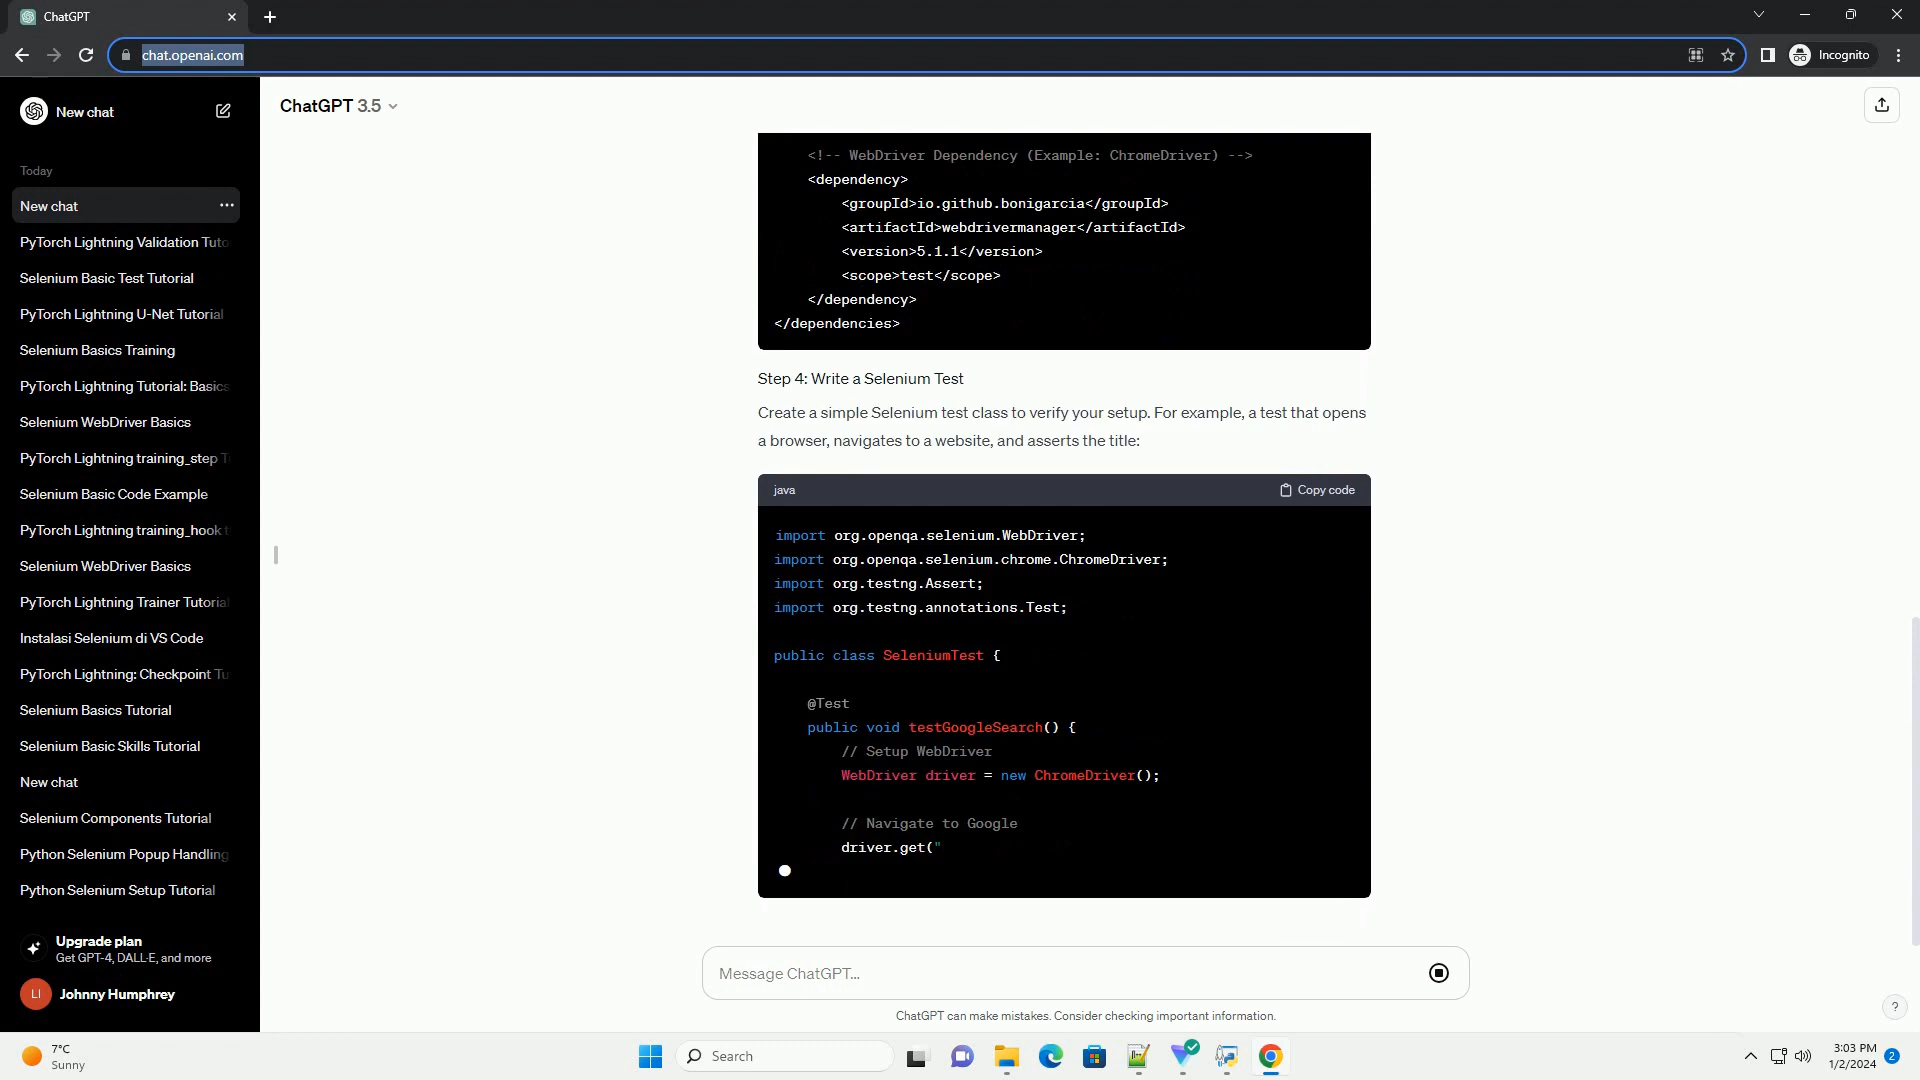 ChatGPT
chat.openai.com
Incognito
New chat
ChatGPT 3.5
Today
New chat
PyTorch Lightning Validation Tuto
Selenium Basic Test Tutorial
PyTorch Lightning U-Net Tutorial
Selenium Basics Training
PyTorch Lightning Tutorial: Basics
Selenium WebDriver Basics
PyTorch Lightning training_step T
Selenium Basic Code Example
PyTorch Lightning training_hook t
Selenium WebDriver Basics
PyTorch Lightning Trainer Tutorial
Instalasi Selenium di VS Code
PyTorch Lightning: Checkpoint Tu
Selenium Basics Tutorial
Selenium Basic Skills Tutorial
New chat
Selenium Components Tutorial
Python Selenium Popup Handling
Python Selenium Setup Tutorial
Upgrade plan
Get GPT-4, DALL·E, and more
LI
Johnny Humphrey
<!-- WebDriver Dependency (Example: ChromeDriver) -->
<dependency>
<groupId>io.github.bonigarcia</groupId>
<artifactId>webdrivermanager</artifactId>
<version>5.1.1</version>
<scope>test</scope>
</dependency>
</dependencies>
Step 4: Write a Selenium Test
Create a simple Selenium test class to verify your setup. For example, a test that opens
a browser, navigates to a website, and asserts the title:
java
Copy code
import org.openqa.selenium.WebDriver;
import org.openqa.selenium.chrome.ChromeDriver;
import org.testng.Assert;
import org.testng.annotations.Test;
public class SeleniumTest {
@Test
public void testGoogleSearch() {
// Setup WebDriver
WebDriver driver = new ChromeDriver();
// Navigate to Google
driver.get("
Message ChatGPT...
ChatGPT can make mistakes. Consider checking important information.
?
7°C
Sunny
Search
3:03 PM
1/2/2024
2